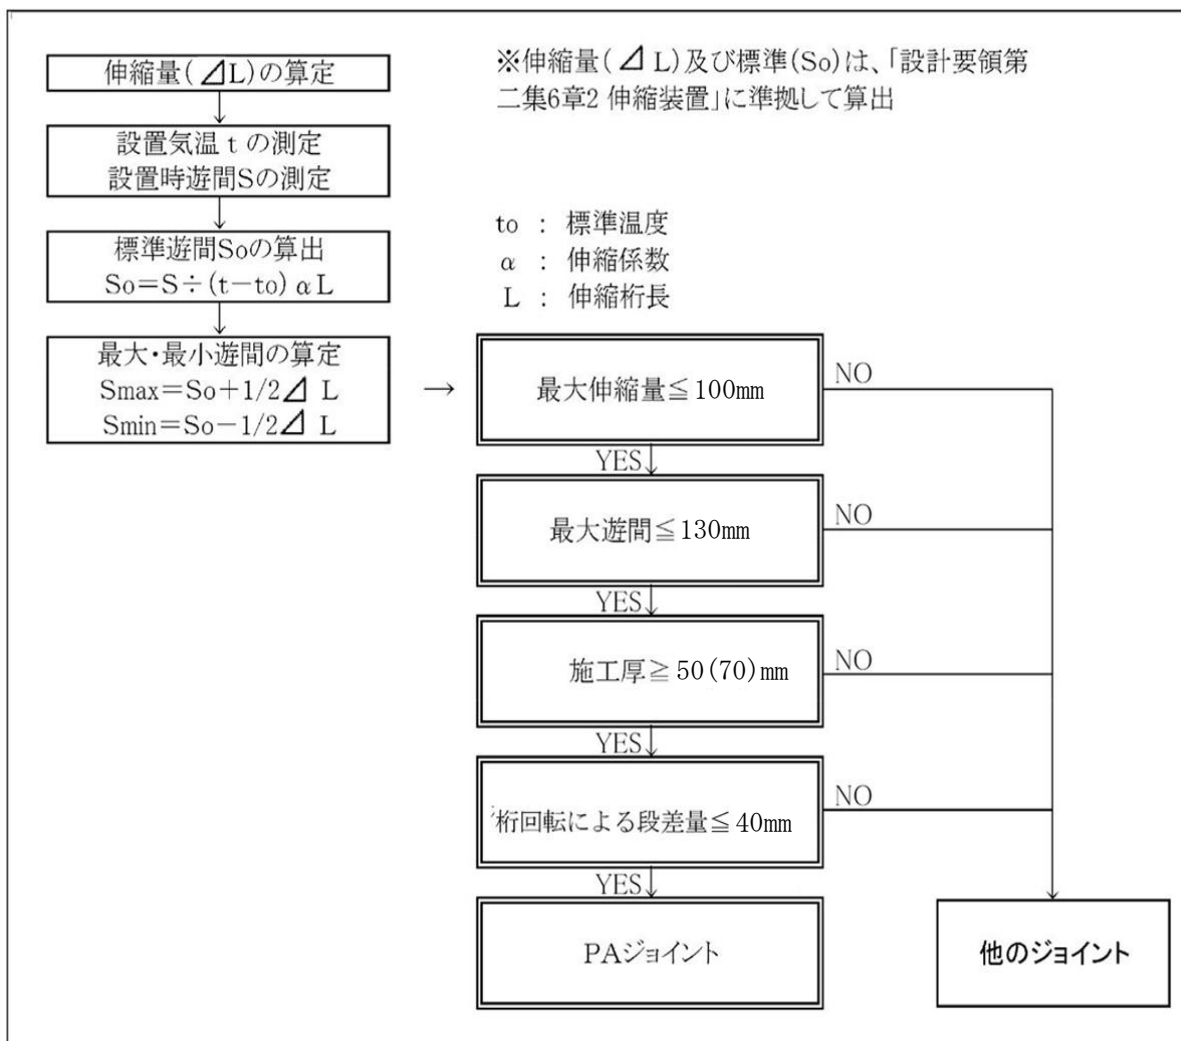 伸縮量(⊿L)の算定
※伸縮量(⊿ L)及び標準(So)は、「設計要領第
二集6章2 伸縮装置」に準拠して算出
設置気温 t の測定
設置時遊間Sの測定
to : 標準温度
α : 伸縮係数
L : 伸縮桁長
標準遊間Soの算出
So=S÷(t-to) αL
最大・最小遊間の算定
Smax=So+1/2⊿ L
Smin=So-1/2⊿ L
→
最大伸縮量≦100mm
NO
YES
最大遊間≦130mm
NO
YES
施工厚≧50(70)mm
NO
YES
桁回転による段差量≦40mm
NO
YES
PAジョイント
他のジョイント